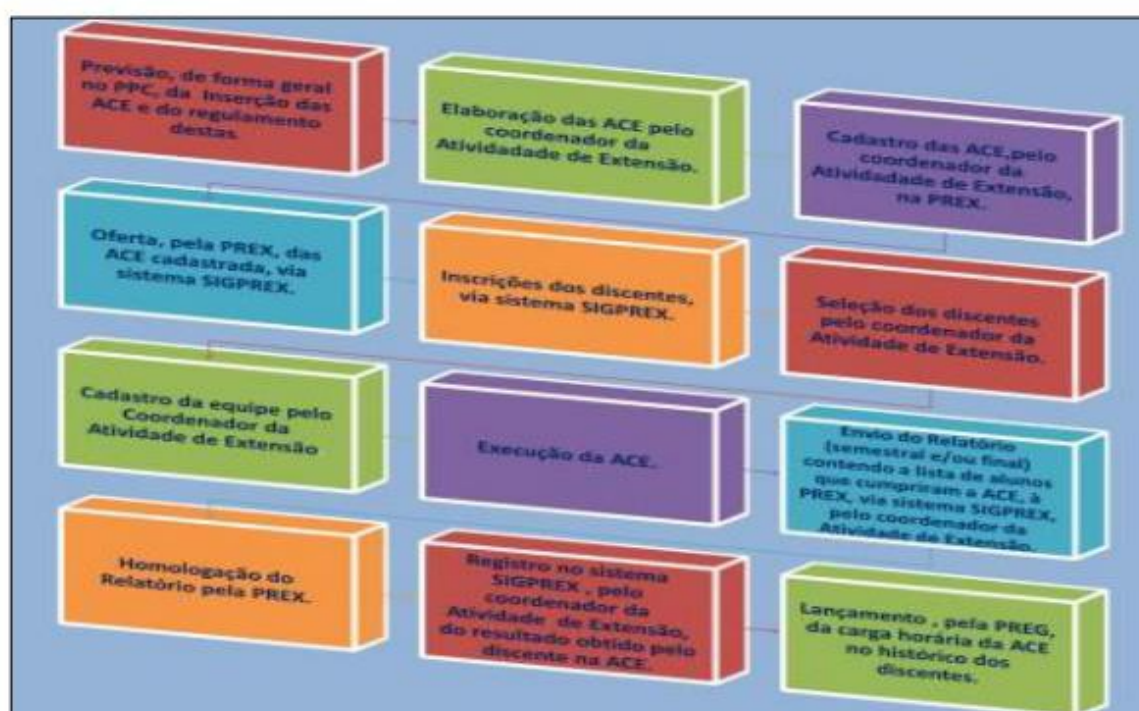 Previsão, de forma geral
no PPC, da Inserção das
ACE e do regulamento
destas.
Elaboração das ACE pelo
coordenador da
Atividadade de Extensão.
Cadastro das ACE,pelo
coordenador da
Atividadade de Extensão,
na PREX.
Oferta, pela PREX, das
ACE cadastrada, via
sistema SIGPREX.
Inscrições dos discentes,
via sistema SIGPREX.
Seleção dos discentes
pelo coordenador da
Atividade de Extensão.
Cadastro da equipe pelo
Coordenador da
Atividade de Extensão
Execução da ACE.
Envio do Relatório
(semestral e/ou final)
contendo a lista de alunos
que cumpriram a ACE, à
PREX, via sistema SIGPREX,
pelo coordenador da
Atividade de Extensão.
Homologação do
Relatório pela PREX.
Registro no sistema
SIGPREX , pelo
coordenador da
Atividade de Extensão,
do resultado obtido pelo
discente na ACE.
Lançamento , pela PREG,
da carga horária da ACE
no histórico dos
discentes.